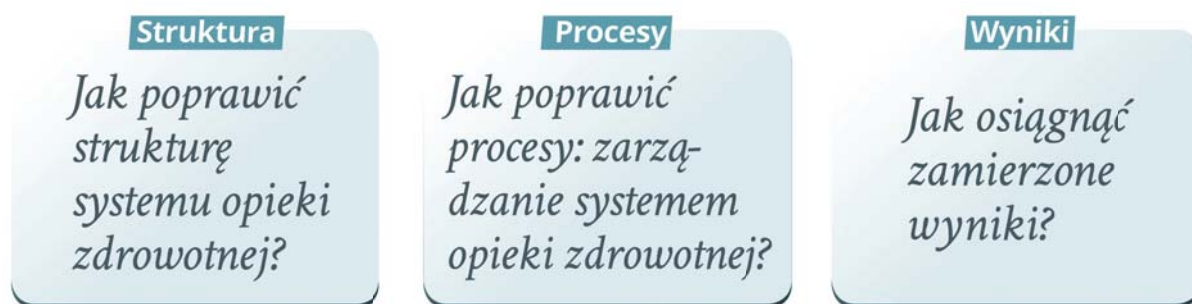 Struktura
Jak poprawić
strukturę
systemu opieki
zdrowotnej?
Procesy
Jak poprawić
procesy: zarzą-
dzanie systemem
opieki zdrowotnej?
Wyniki
Jak osiągnąć
zamierzone
wyniki?